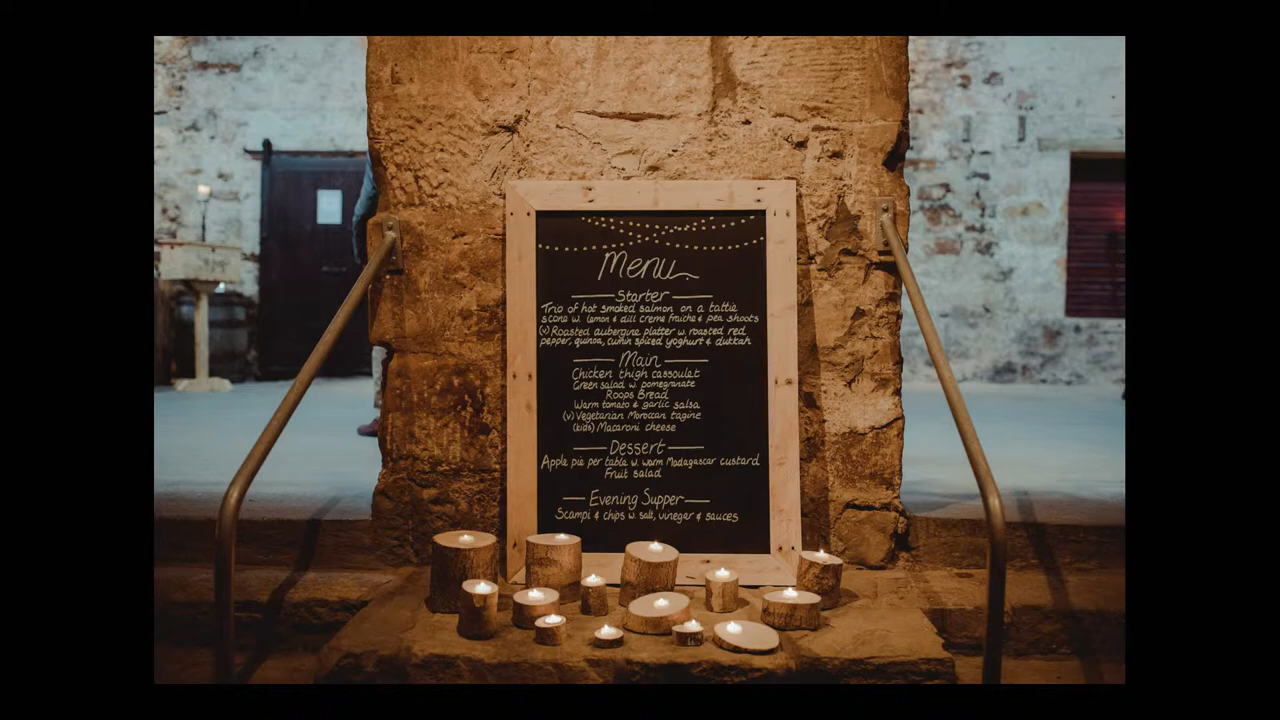 Menu
Starter
Trio of hot smoked salmon on a tattie
scone w. lemon & dill creme fraiche & pea shoots
(v) Roasted aubergine platter w. roasted red
pepper, quinoa, cumin spiced yoghurt & dukkah
Main
Chicken thigh cassoulet
Green salad w. pomegranate
Roops Bread
Warm tomato & garlic salsa
(v) Vegetarian Moroccan tagine
(kids) Macaroni cheese
Dessert
Apple pie per table w. warm Madagascar custard
Fruit salad
Evening Supper
Scampi & chips w. salt, vinegar & sauces